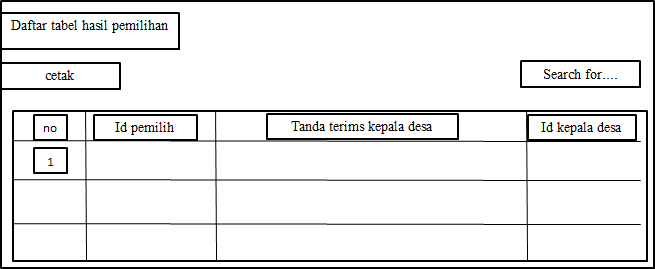 Daftar tabel hasil pemilihan
cetak
Search for....
no
Id pemilih
Tanda terims kepala desa
Id kepala desa
1